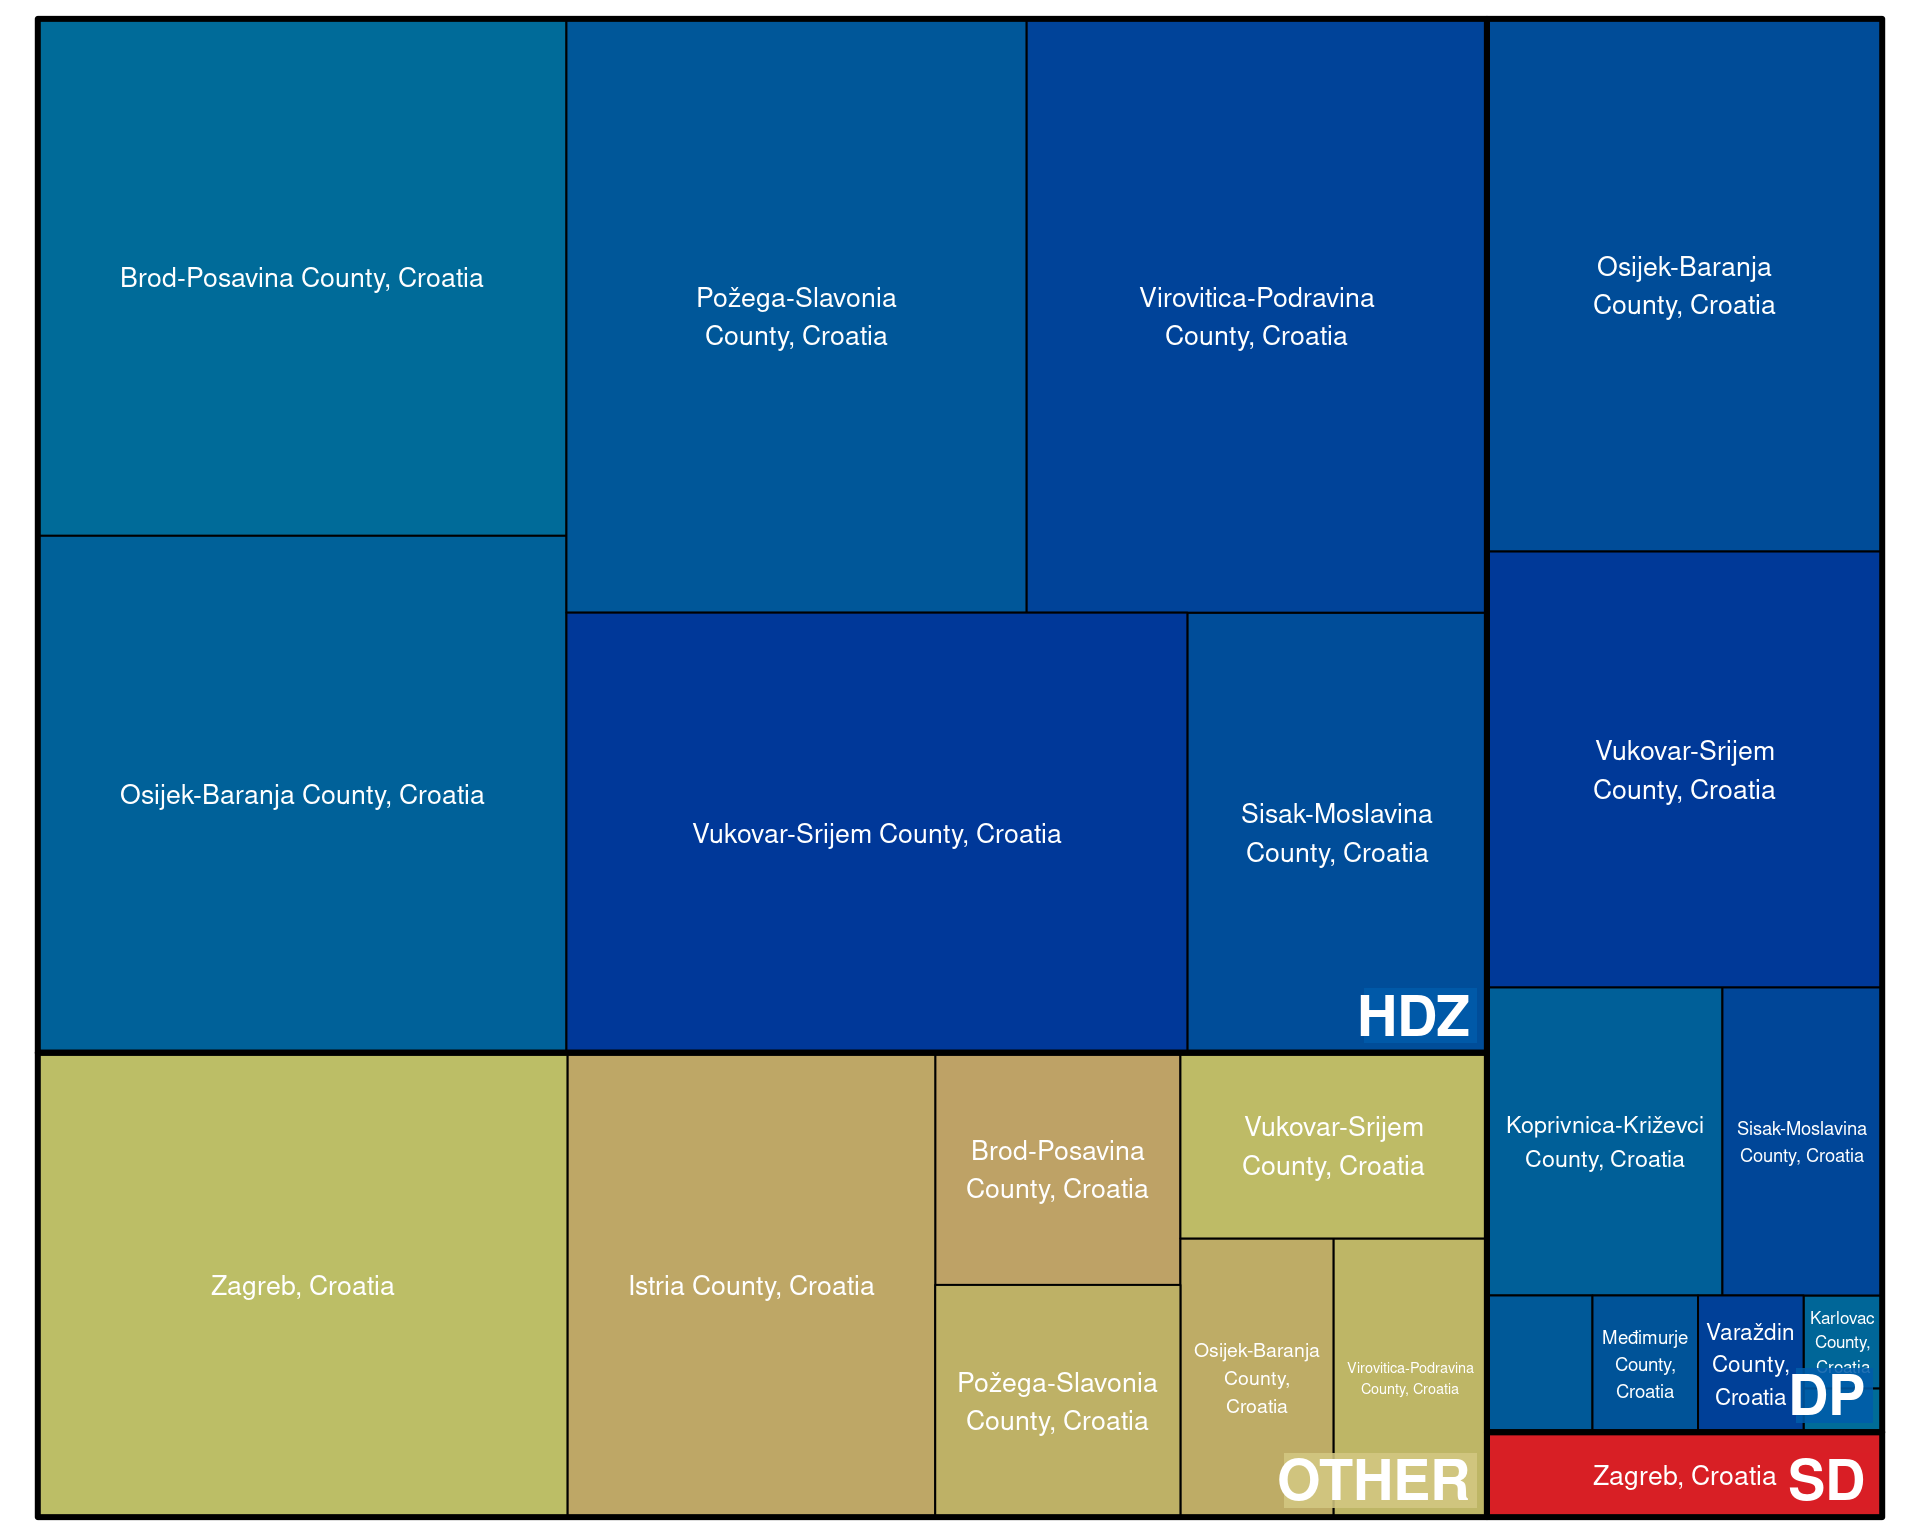 Brod-Posavina County, Croatia
Osijek-Baranja County, Croatia
Požega-Slavonia
County, Croatia
Virovitica-Podravina
County, Croatia
Vukovar-Srijem County, Croatia
Sisak-Moslavina
County, Croatia
HDZ
Osijek-Baranja
County, Croatia
Vukovar-Srijem
County, Croatia
Koprivnica-Križevci
County, Croatia
Sisak-Moslavina
County, Croatia
Međimurje
County,
Croatia
Varaždin
County,
Croatia
Karlovac
County,
Croatia
DP
Zagreb, Croatia
Istria County, Croatia
Brod-Posavina
County, Croatia
Požega-Slavonia
County, Croatia
Vukovar-Srijem
County, Croatia
Osijek-Baranja
County,
Croatia
Virovitica-Podravina
County, Croatia
OTHER
Zagreb, Croatia
SD